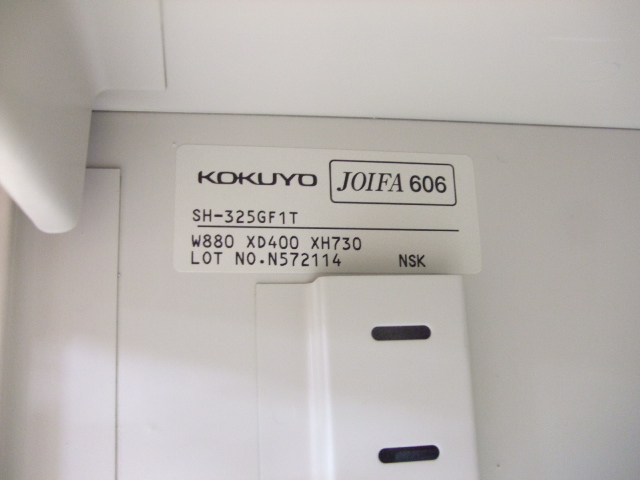 KOKUYO JOIFA 606
SH-325GF1T
W880 XD400 XH730
LOT NO.N572114 NSK